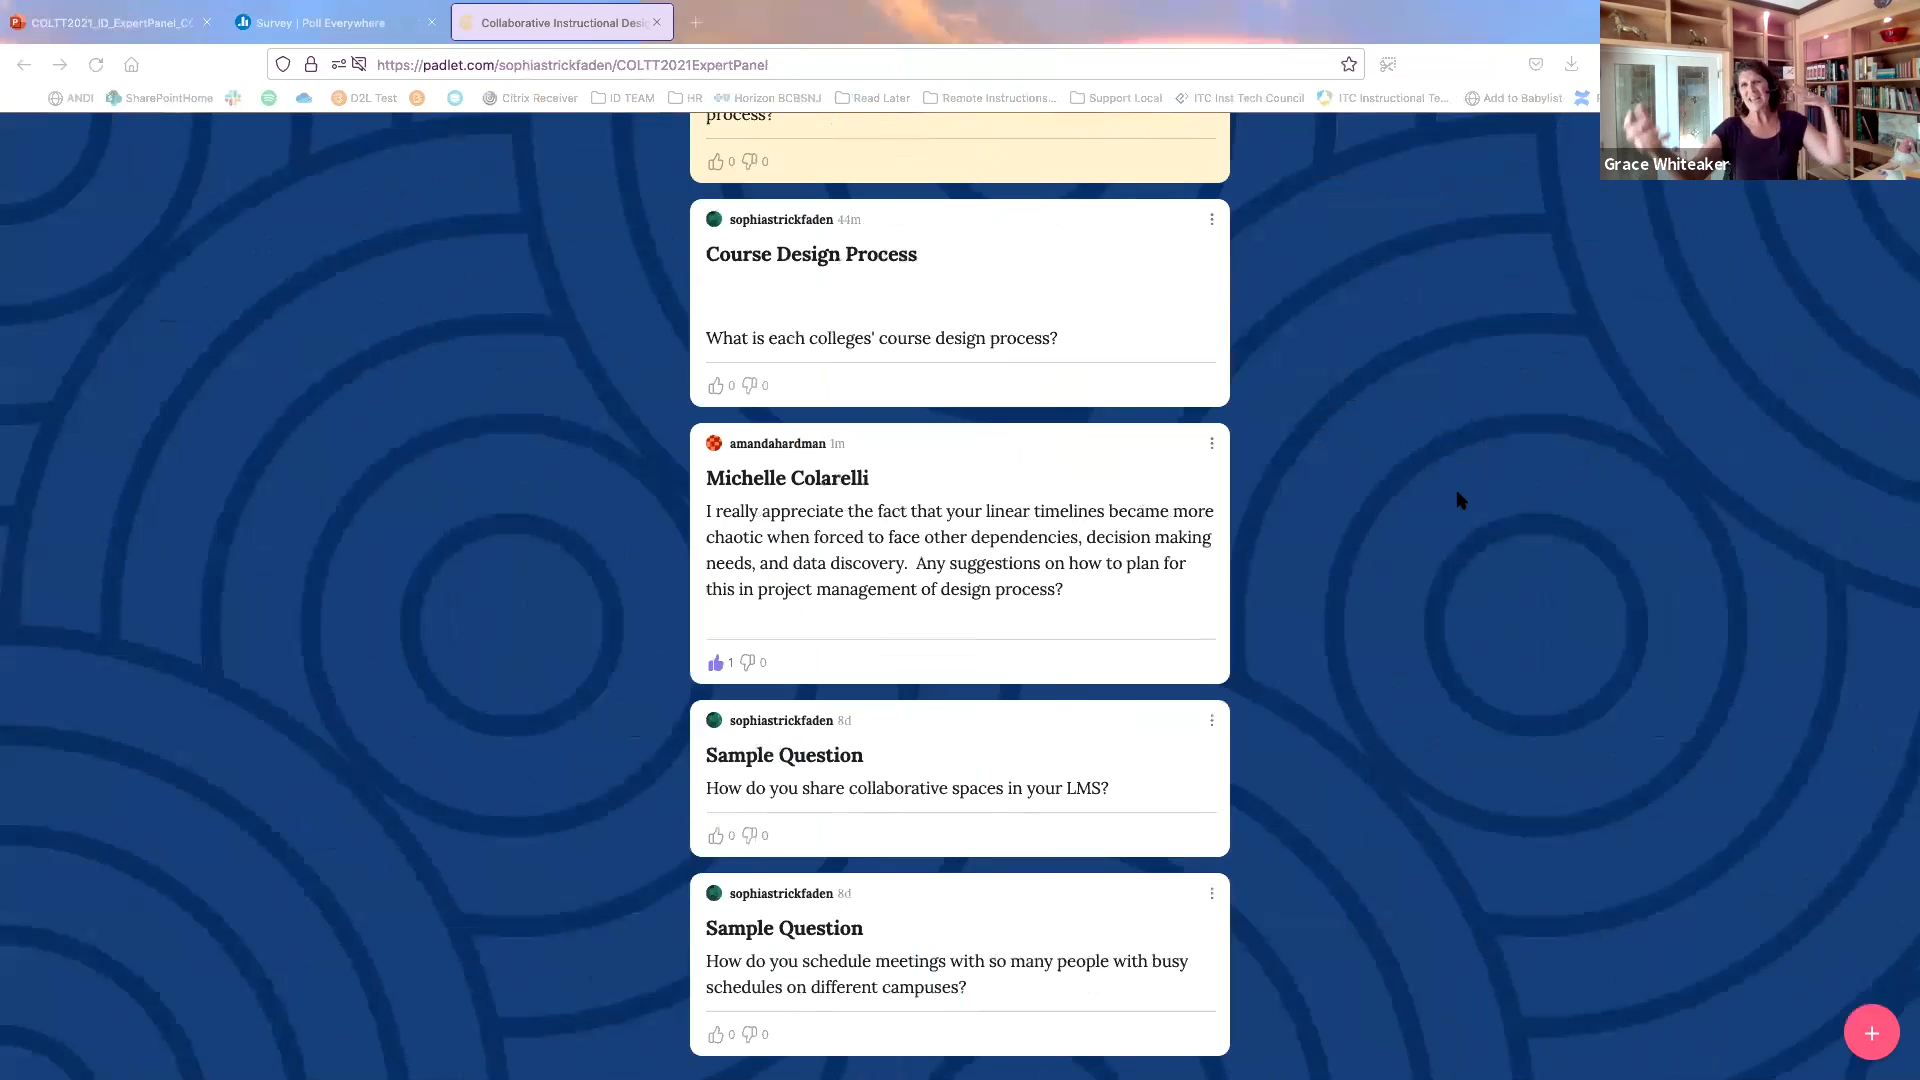 COLTT2021_ID_ExpertPanel_CO
Survey | Poll Everywhere
Collaborative Instructional Desi
https://padlet.com/sophiastrickfaden/COLTT2021ExpertPanel
ANDI
SharePointHome
D2L Test
Citrix Receiver
ID TEAM
HR
Horizon BCBSNJ
Read Later
Remote Instructions...
Support Local
ITC Inst Tech Council
ITC Instructional Te...
Add to Babylist
Grace Whiteaker
process?
0 0
sophiastrickfaden 44m
Course Design Process
What is each colleges' course design process?
0 0
amandahardman 1m
Michelle Colarelli
I really appreciate the fact that your linear timelines became more
chaotic when forced to face other dependencies, decision making
needs, and data discovery. Any suggestions on how to plan for
this in project management of design process?
1 0
sophiastrickfaden 8d
Sample Question
How do you share collaborative spaces in your LMS?
0 0
sophiastrickfaden 8d
Sample Question
How do you schedule meetings with so many people with busy
schedules on different campuses?
0 0